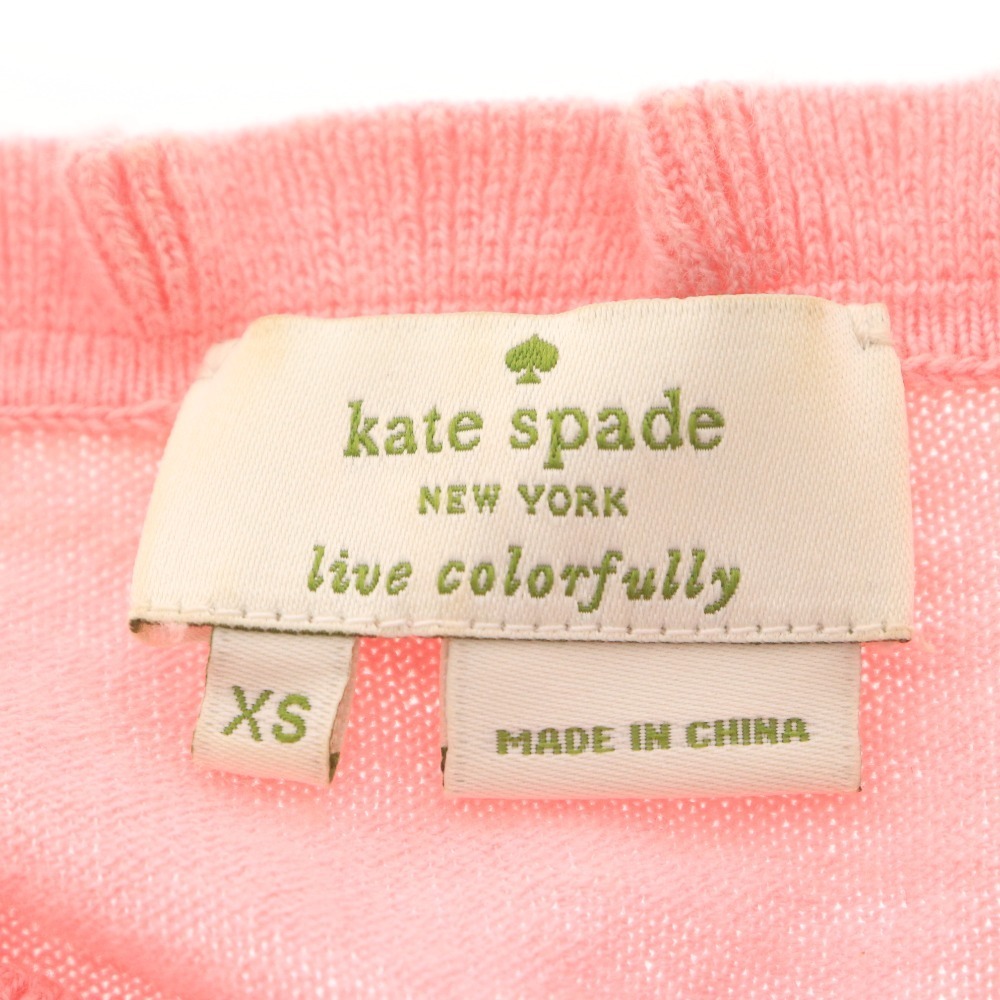 kate spade
NEW YORK
live colorfully
XS
MADE IN CHINA